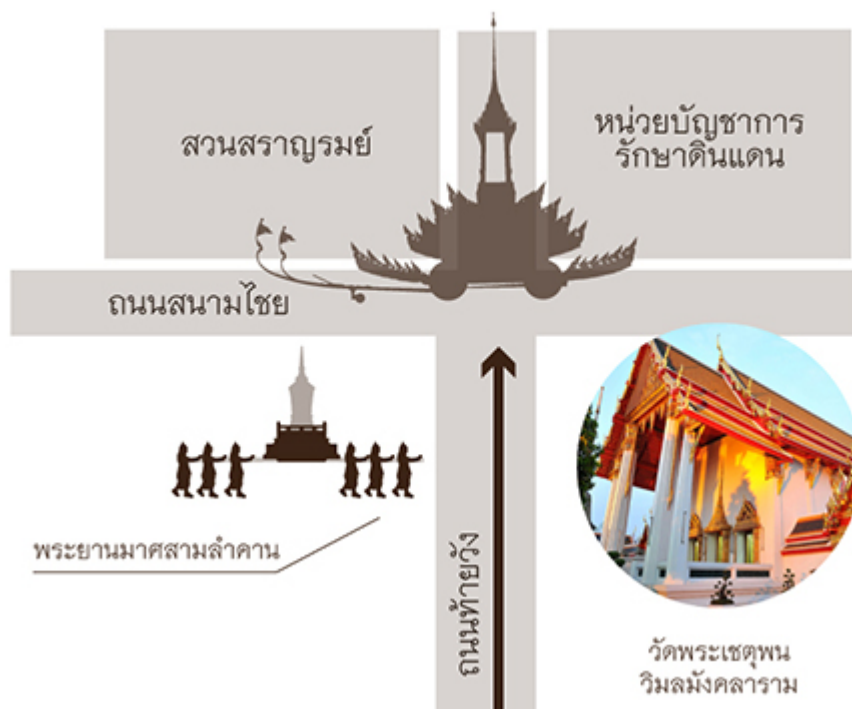 สวนสราญรมย์
หน่วยบัญชาการ
รักษาดินแดน
ถนนสนามไชย
พระยานมาศสามลำคาน
ถนนท้ายวัง
วัดพระเชตุพน
วิมลมังคลาราม